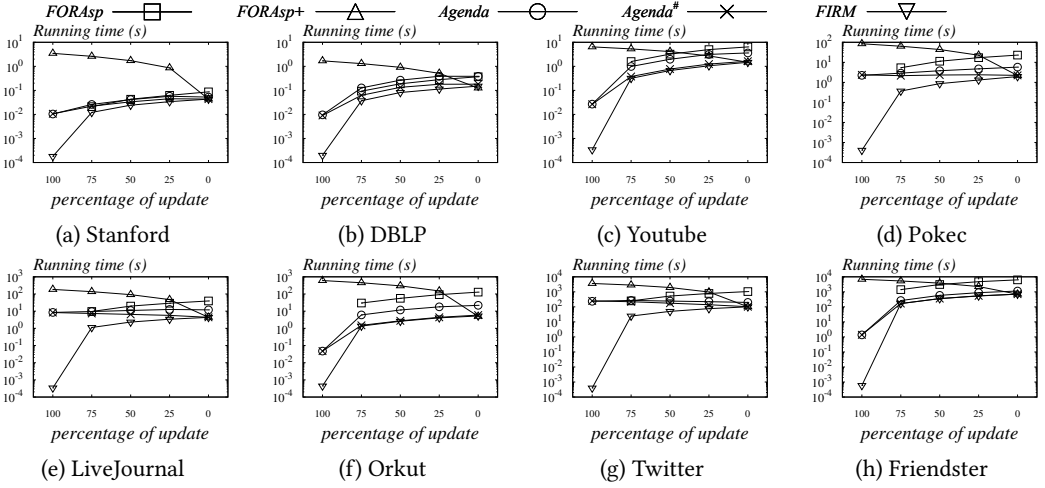 FORAsp FORAsp+ Agenda Agenda# FIRM
Running time (s) Running time (s) Running time (s) Running time (s)
10^1 10^1 10^1 10^2
10^0 10^0 10^0 10^1
10^-1 10^-1 10^-1 10^0
10^-2 10^-2 10^-2 10^-1
10^-3 10^-3 10^-3 10^-2
10^-4 10^-4 10^-4 10^-3
10^-4
100 75 50 25 0 100 75 50 25 0 100 75 50 25 0 100 75 50 25 0
percentage of update percentage of update percentage of update percentage of update
(a) Stanford (b) DBLP (c) Youtube (d) Pokec
Running time (s) Running time (s) Running time (s) Running time (s)
10^3 10^3 10^4 10^4
10^2 10^2 10^3 10^3
10^1 10^1 10^2 10^2
10^0 10^0 10^1 10^1
10^-1 10^-1 10^0 10^0
10^-2 10^-2 10^-1 10^-1
10^-3 10^-3 10^-2 10^-2
10^-4 10^-4 10^-3 10^-3
10^-4 10^-4
100 75 50 25 0 100 75 50 25 0 100 75 50 25 0 100 75 50 25 0
percentage of update percentage of update percentage of update percentage of update
(e) LiveJournal (f) Orkut (g) Twitter (h) Friendster